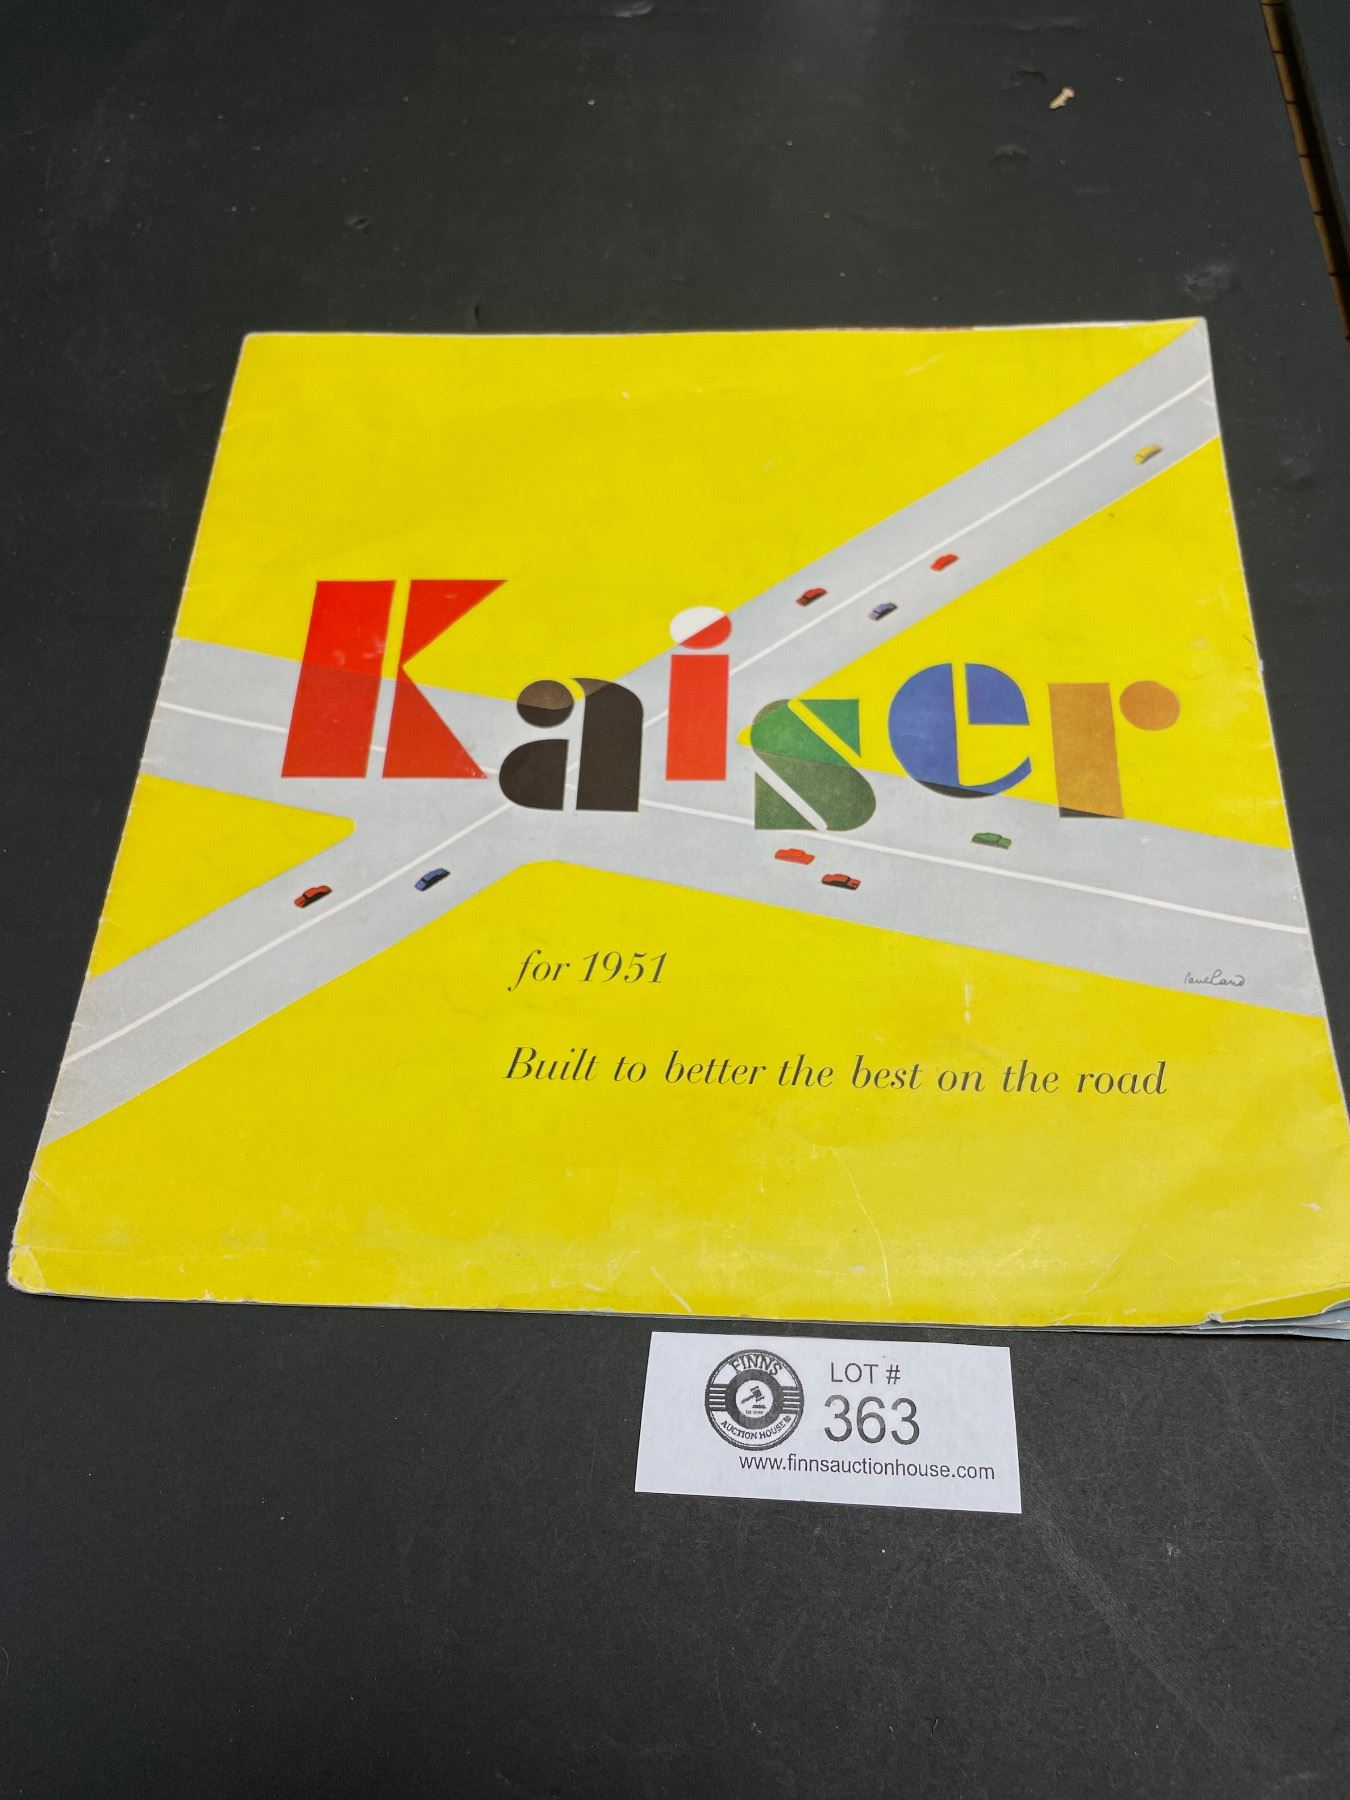 Kaiser
for 1951
Paul Rand
Built to better the best on the road
FINNS
AUCTION HOUSE
LOT #
363
www.finnsauctionhouse.com